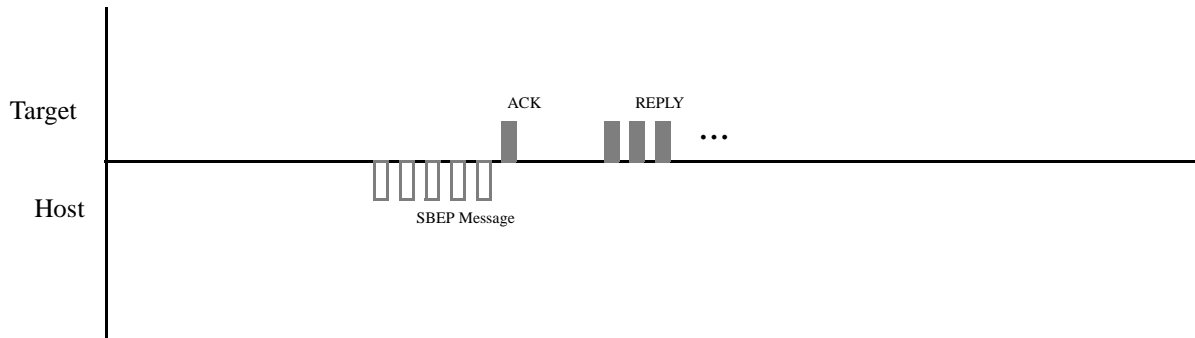 ACK
REPLY
Target
...
Host
SBEP Message